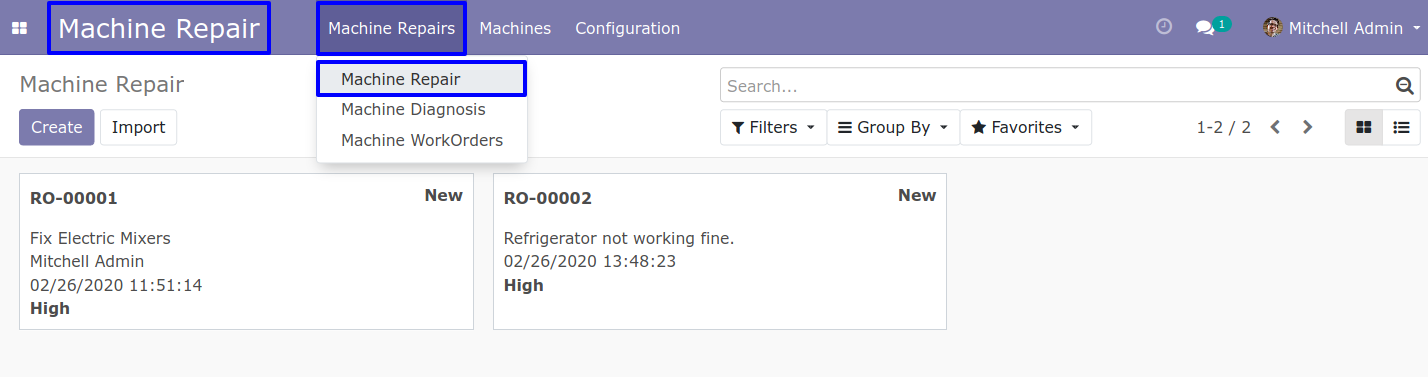 Machine Repair Machine Repairs Machines Configuration 1 Mitchell Admin
Machine Repair
Machine Repair
Search...
Machine Diagnosis
Create Import
Machine WorkOrders
Filters Group By Favorites 1-2 / 2
RO-00001 New
Fix Electric Mixers
Mitchell Admin
02/26/2020 11:51:14
High
RO-00002 New
Refrigerator not working fine.
02/26/2020 13:48:23
High